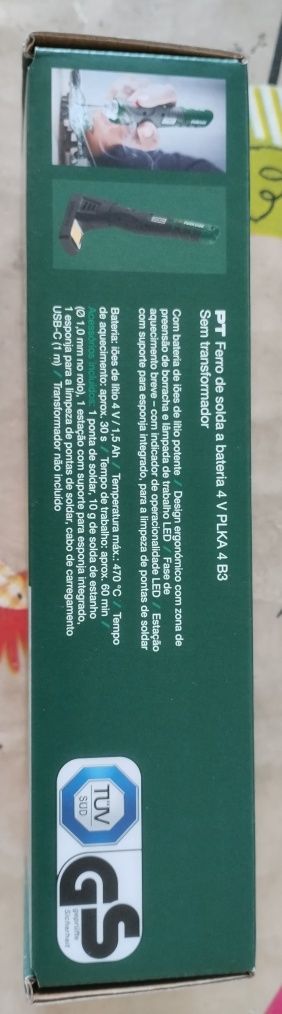 PT Ferro de solda a bateria 4 V PLKA 4 B3
Sem transformador
Com bateria de iões de lítio potente / Design ergonómico com zona de
preensão de borracha e lâmpada de trabalho LED / Fase de
aquecimento breve – com indicador de operacionalidade LED / Estação
com suporte para esponja integrado, para a limpeza de pontas de soldar
Bateria: iões de lítio 4 V / 1,5 Ah / Temperatura máx.: 470 °C / Tempo
de aquecimento: aprox. 30 s / Tempo de trabalho: aprox. 60 min /
Acessórios incluídos: 1 ponta de soldar, 10 g de solda de estanho
(Ø 1,0 mm no rolo), 1 estação com suporte para esponja integrado,
1 esponja para a limpeza de pontas de soldar, cabo de carregamento
USB-C (1 m) / Transformador não incluído
TÜV
SÜD
GS
geprüfte
Sicherheit